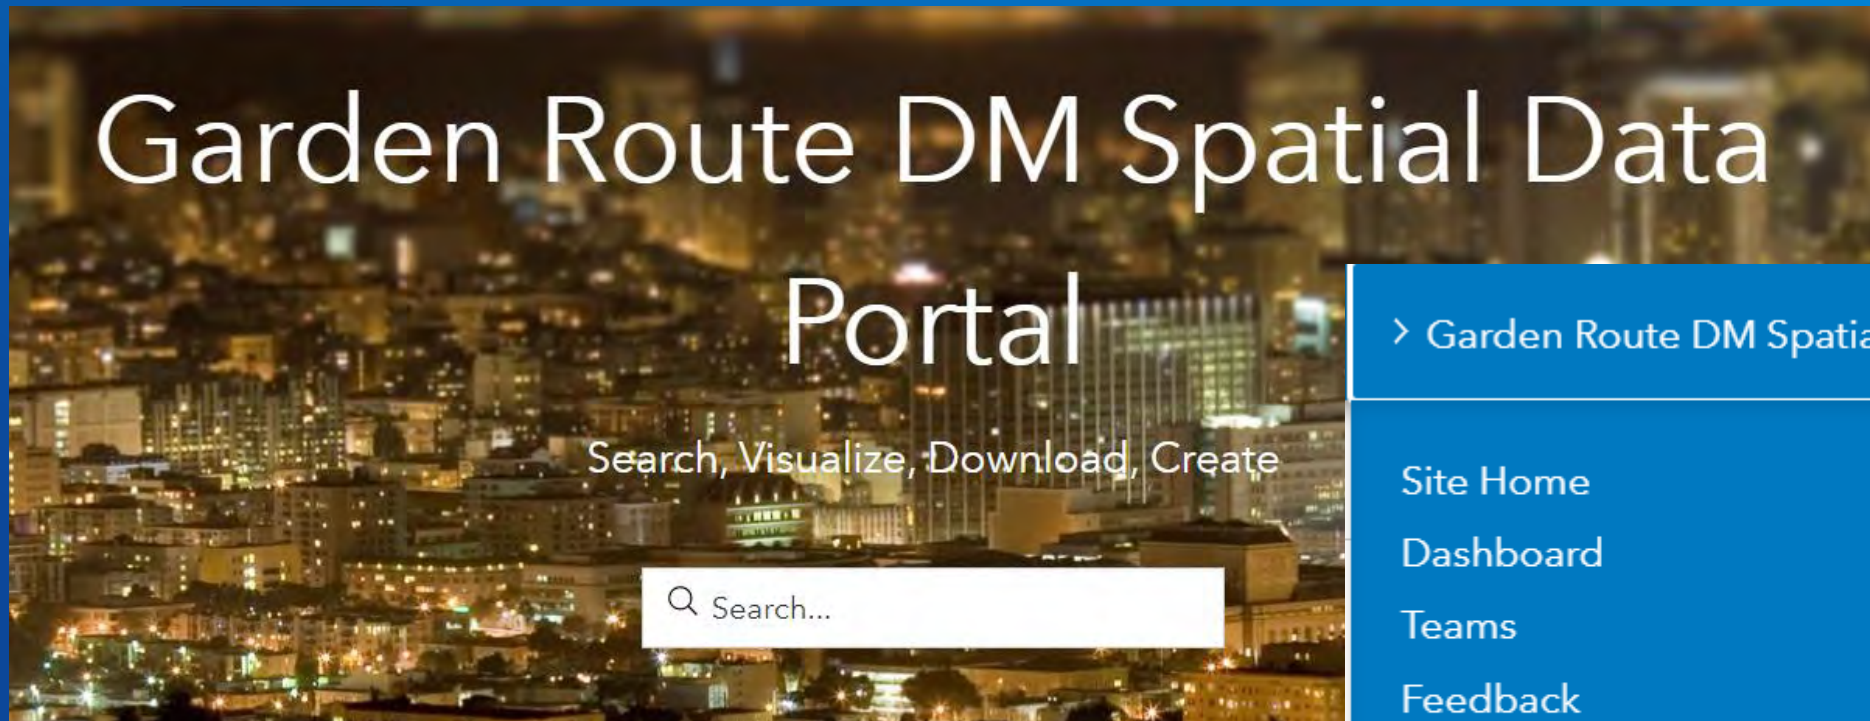 Garden Route DM Spatial Data
Portal
Search, Visualize, Download, Create
Search...
> Garden Route DM Spatia
Site Home
Dashboard
Teams
Feedback